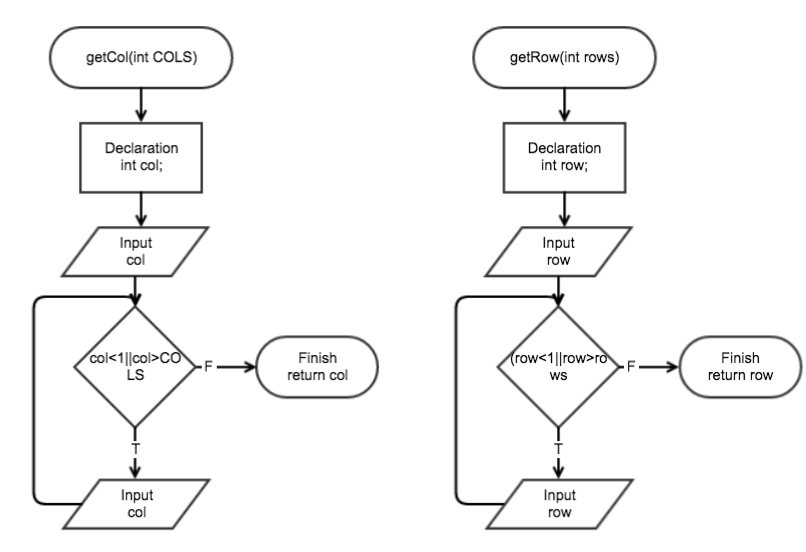 getCol(int COLS)
Declaration
int col;
Input
col
col<1||col>CO
LS
F
Finish
return col
T
Input
col
getRow(int rows)
Declaration
int row;
Input
row
(row<1||row>ro
ws
F
Finish
return row
T
Input
row